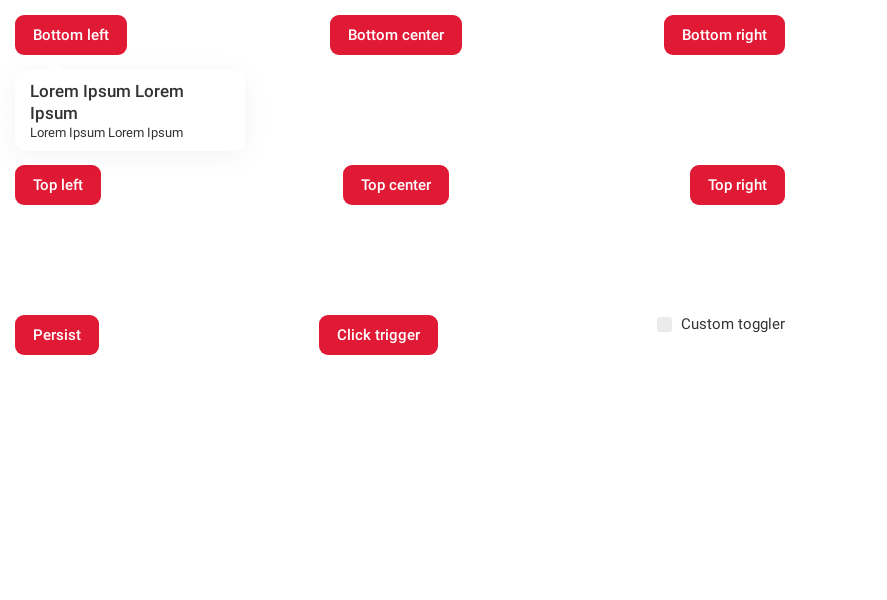 Bottom left
Bottom center
Bottom right
Lorem Ipsum Lorem
Ipsum
Lorem Ipsum Lorem Ipsum
Top left
Top center
Top right
Persist
Click trigger
Custom toggler